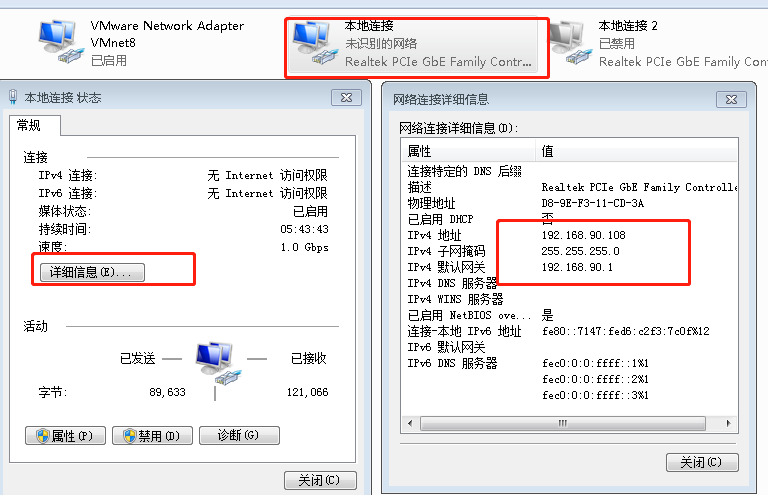 VMware Network Adapter
VMnet8
已启用
本地连接
未识别的网络
Realtek PCIe GbE Family Contr...
本地连接 2
已禁用
Realtek PCIe GbE Family Con
本地连接 状态
常规
连接
IPv4 连接: 无 Internet 访问权限
IPv6 连接: 无 Internet 访问权限
媒体状态: 已启用
持续时间: 05:43:43
速度: 1.0 Gbps
详细信息(E)...
活动
已发送 — — 已接收
字节: 89,633 | 121,066
属性(P) 禁用(D) 诊断(G)
关闭(C)
网络连接详细信息
网络连接详细信息(D):
属性 值
连接特定的 DNS 后缀
描述 Realtek PCIe GbE Family Controlle
物理地址 D8-9E-F3-11-CD-3A
已启用 DHCP 否
IPv4 地址 192.168.90.108
IPv4 子网掩码 255.255.255.0
IPv4 默认网关 192.168.90.1
IPv4 DNS 服务器
IPv4 WINS 服务器
已启用 NetBIOS ove... 是
连接-本地 IPv6 地址 fe80::7147:fed6:c2f3:7c0f%12
IPv6 默认网关
IPv6 DNS 服务器 fec0:0:0:ffff::1%1
fec0:0:0:ffff::2%1
fec0:0:0:ffff::3%1
关闭(C)